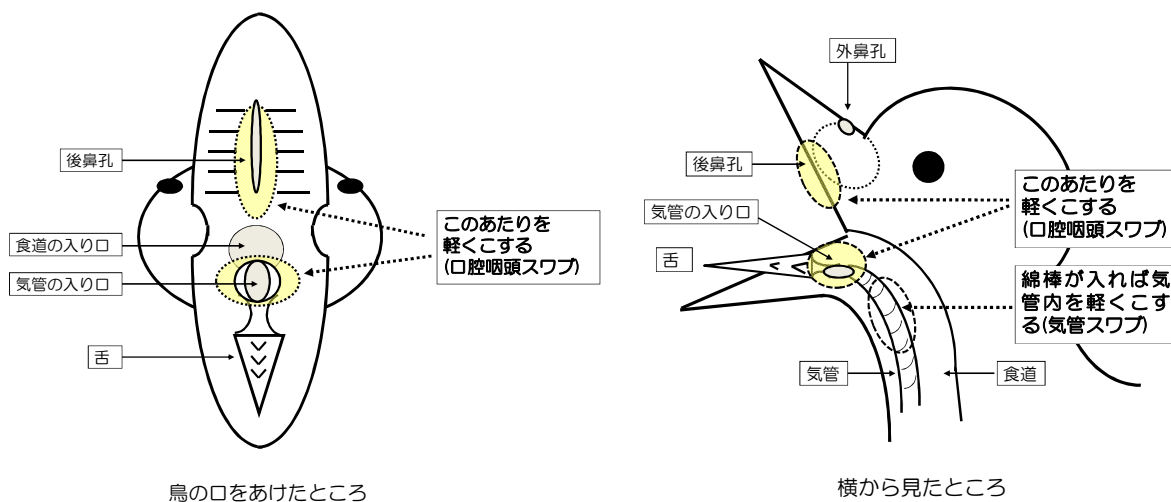 後鼻孔
食道の入り口
気管の入り口
舌
このあたりを
軽くこする
(口腔咽頭スワブ)
鳥の口をあけたところ
外鼻孔
後鼻孔
気管の入り口
舌
このあたりを
軽くこする
(口腔咽頭スワブ)
綿棒が入れば気
管内を軽くこす
る(気管スワブ)
気管
食道
横から見たところ